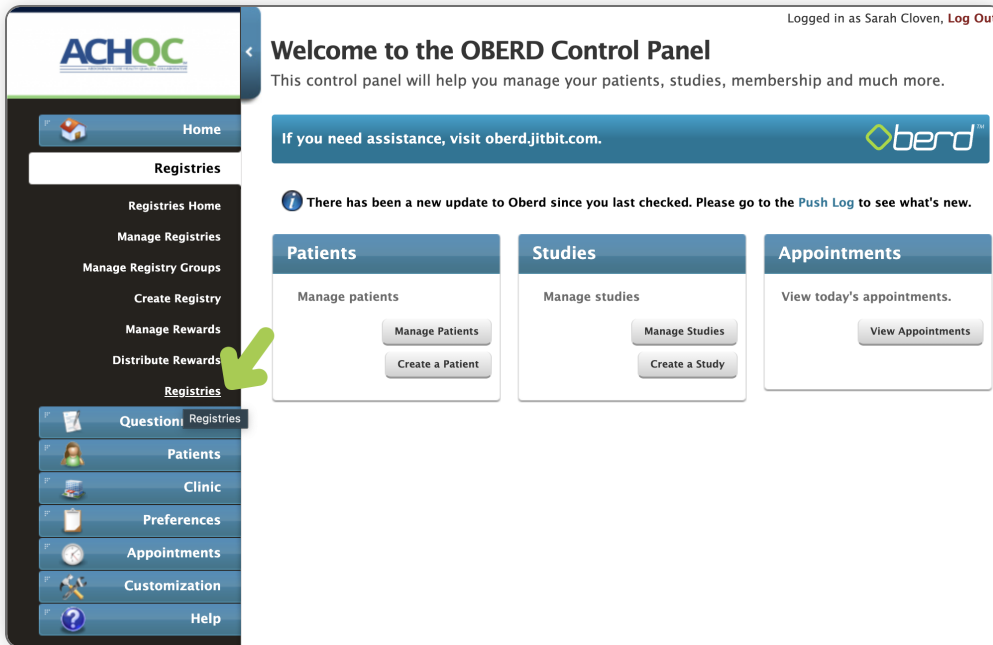 Logged in as Sarah Cloven, Log Out
ACHQC
Welcome to the OBERD Control Panel
This control panel will help you manage your patients, studies, membership and much more.
Home
If you need assistance, visit oberd.jitbit.com.
oberd™
Registries
Registries Home
There has been a new update to Oberd since you last checked. Please go to the Push Log to see what's new.
Manage Registries
Manage Registry Groups
Create Registry
Manage Rewards
Distribute Rewards
Registries
Registries
Patients
Manage patients
Manage Patients
Create a Patient
Studies
Manage studies
Manage Studies
Create a Study
Appointments
View today's appointments.
View Appointments
Patients
Clinic
Preferences
Appointments
Customization
Help